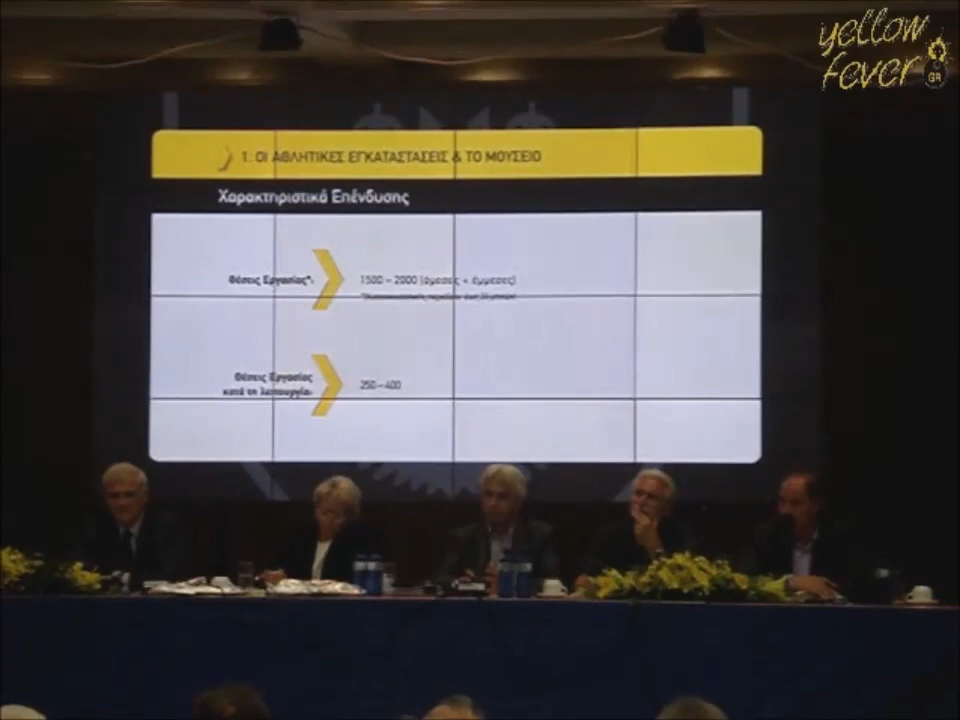 yellow
fever
GR
1. ΟΙ ΑΘΛΗΤΙΚΕΣ ΕΓΚΑΤΑΣΤΑΣΕΙΣ & ΤΟ ΜΟΥΣΕΙΟ
Χαρακτηριστικά Επένδυσης
Θέσεις Εργασίας*: 1500 – 2000 (άμεσες + έμμεσες)
Θέσεις Εργασίας
κατά τη λειτουργία: 250 – 400